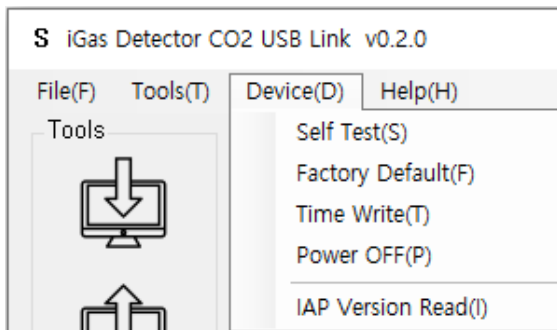 S iGas Detector CO2 USB Link v0.2.0
File(F) Tools(T) Device(D) Help(H)
Tools
Self Test(S)
Factory Default(F)
Time Write(T)
Power OFF(P)
IAP Version Read(I)